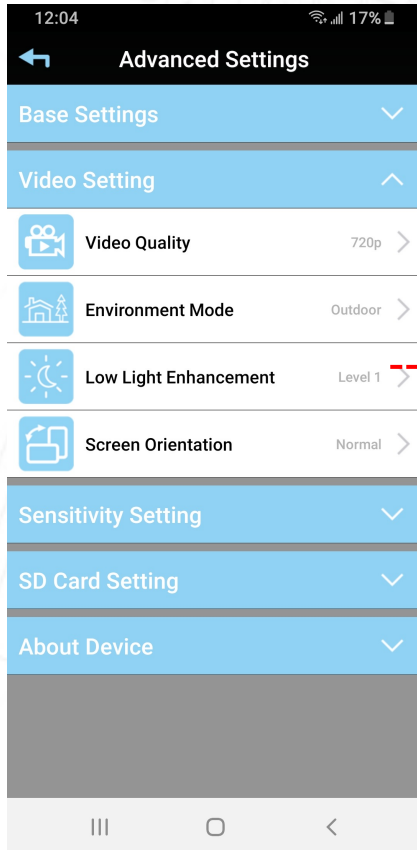 12:04 17%
Advanced Settings
Base Settings
Video Setting
Video Quality 720p
Environment Mode Outdoor
Low Light Enhancement Level 1
Screen Orientation Normal
Sensitivity Setting
SD Card Setting
About Device